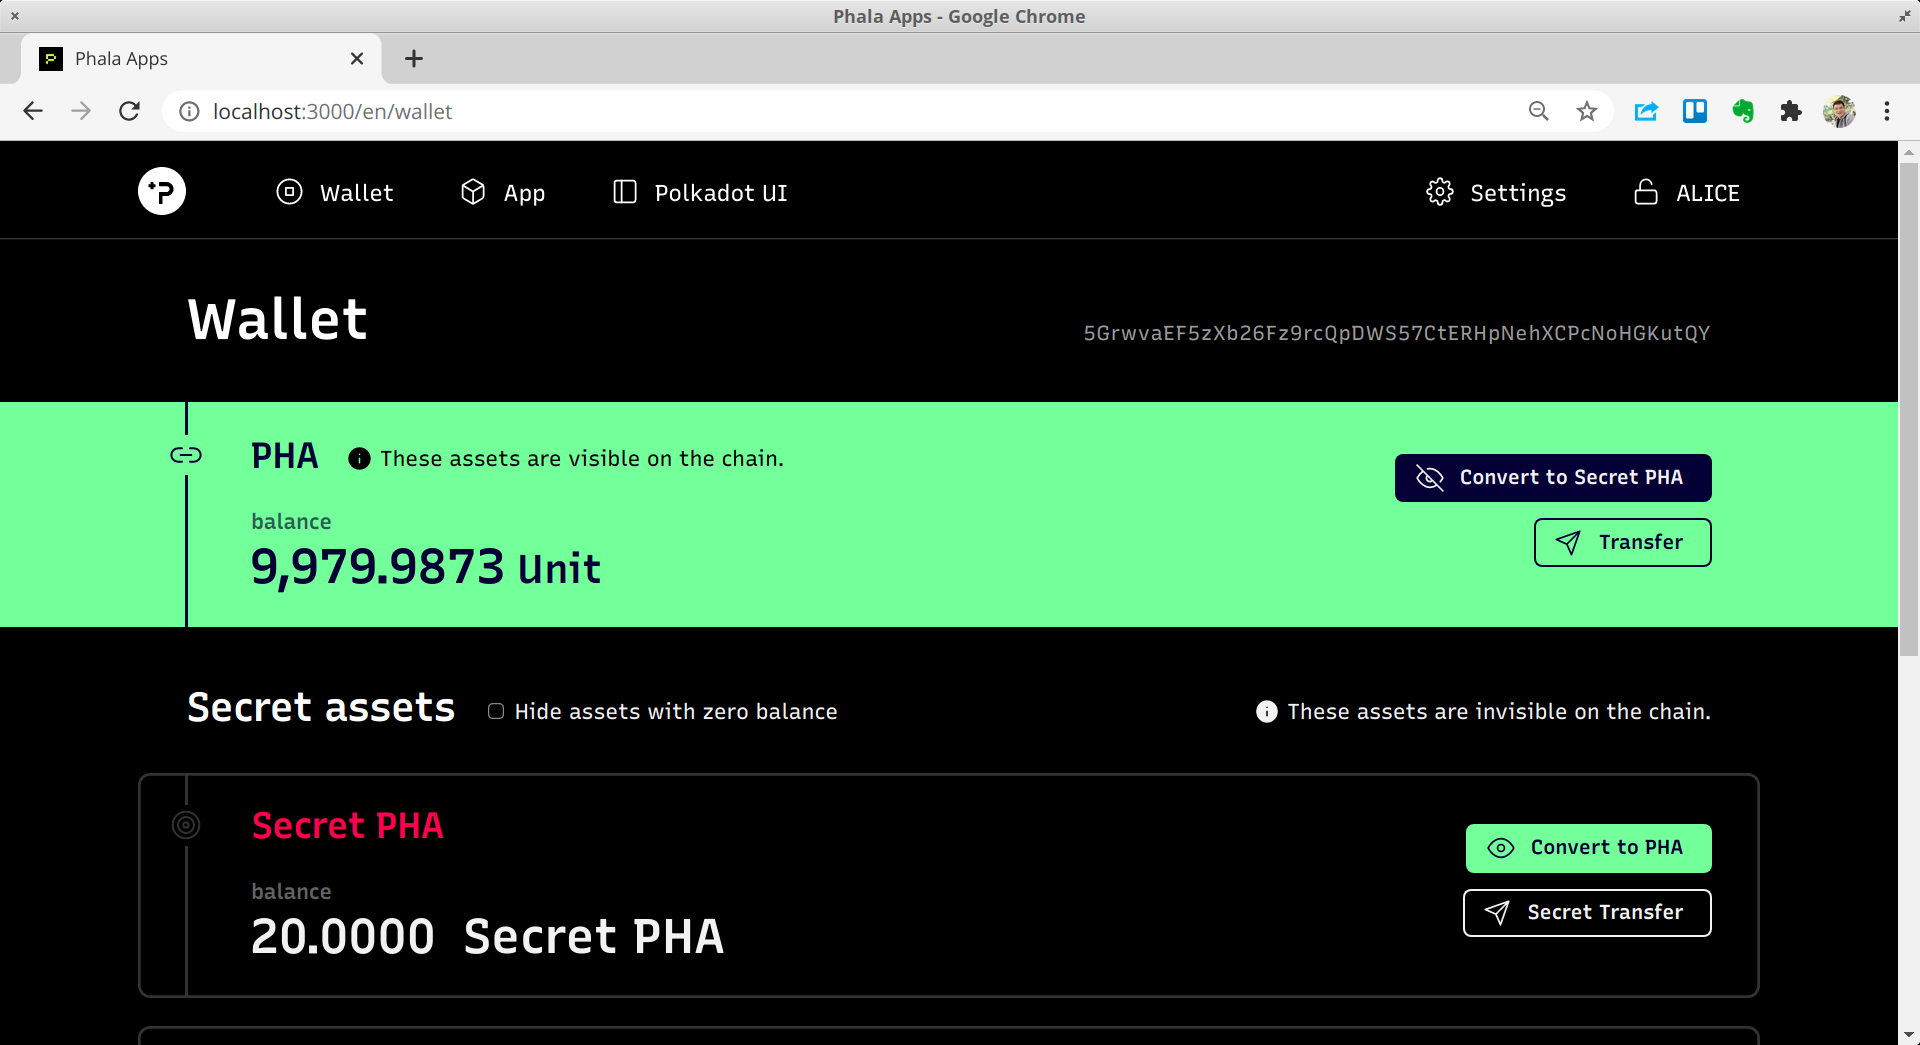 Phala Apps - Google Chrome
Phala Apps
localhost:3000/en/wallet
Wallet
App
Polkadot UI
Settings
ALICE
Wallet
5GrwvaEF5zXb26Fz9rcQpDWS57CtERHpNehXCPcNoHGKutQY
PHA
These assets are visible on the chain.
Convert to Secret PHA
balance
9,979.9873 Unit
Transfer
Secret assets
Hide assets with zero balance
These assets are invisible on the chain.
Secret PHA
Convert to PHA
balance
20.0000 Secret PHA
Secret Transfer